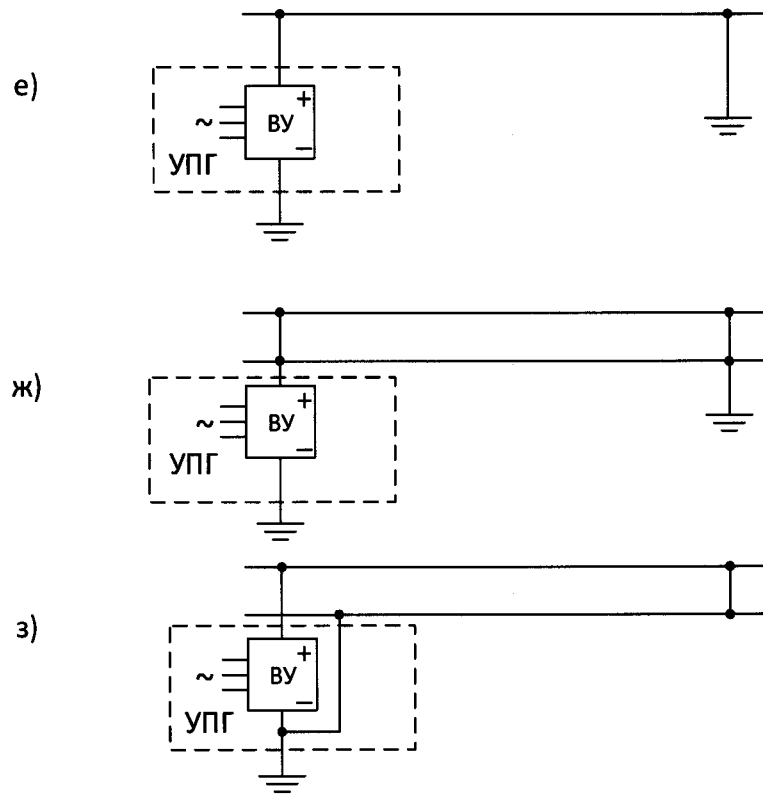 е)
+
~ ВУ
–
УПГ
ж)
+
~ ВУ
–
УПГ
з)
+
~ ВУ
–
УПГ